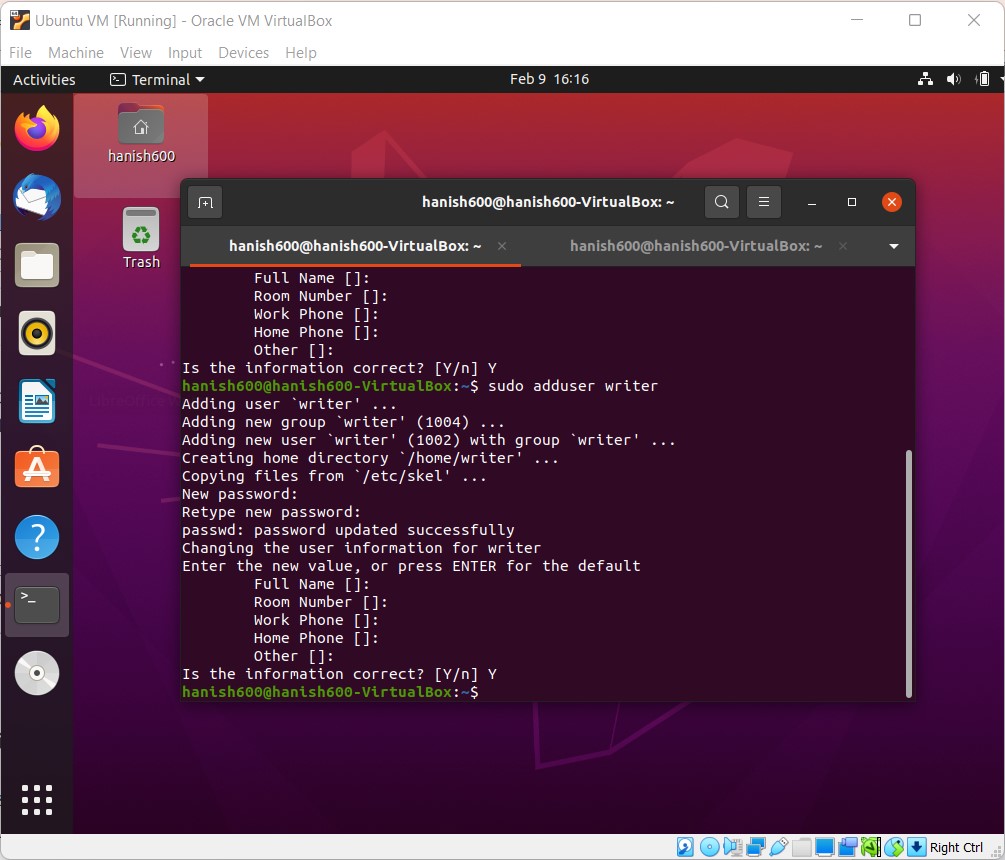 Ubuntu VM [Running] - Oracle VM VirtualBox
File Machine View Input Devices Help
Activities Terminal Feb 9 16:16
hanish600
Trash
hanish600@hanish600-VirtualBox: ~
hanish600@hanish600-VirtualBox: ~ hanish600@hanish600-VirtualBox: ~
Full Name []:
Room Number []:
Work Phone []:
Home Phone []:
Other []:
Is the information correct? [Y/n] Y
hanish600@hanish600-VirtualBox:~$ sudo adduser writer
Adding user `writer' ...
Adding new group `writer' (1004) ...
Adding new user `writer' (1002) with group `writer' ...
Creating home directory `/home/writer' ...
Copying files from `/etc/skel' ...
New password:
Retype new password:
passwd: password updated successfully
Changing the user information for writer
Enter the new value, or press ENTER for the default
Full Name []:
Room Number []:
Work Phone []:
Home Phone []:
Other []:
Is the information correct? [Y/n] Y
hanish600@hanish600-VirtualBox:~$
Right Ctrl